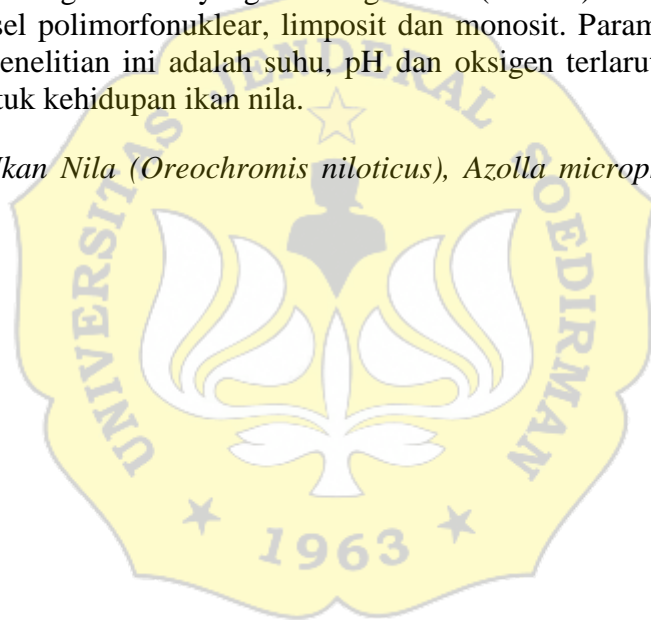 sel polimorfonuklear, limposit dan monosit. Param
enelitian ini adalah suhu, pH dan oksigen terlarut
tuk kehidupan ikan nila.
Ikan Nila (Oreochromis niloticus), Azolla microp
UNIVERSITAS JENDERAL SOEDIRMAN
1963